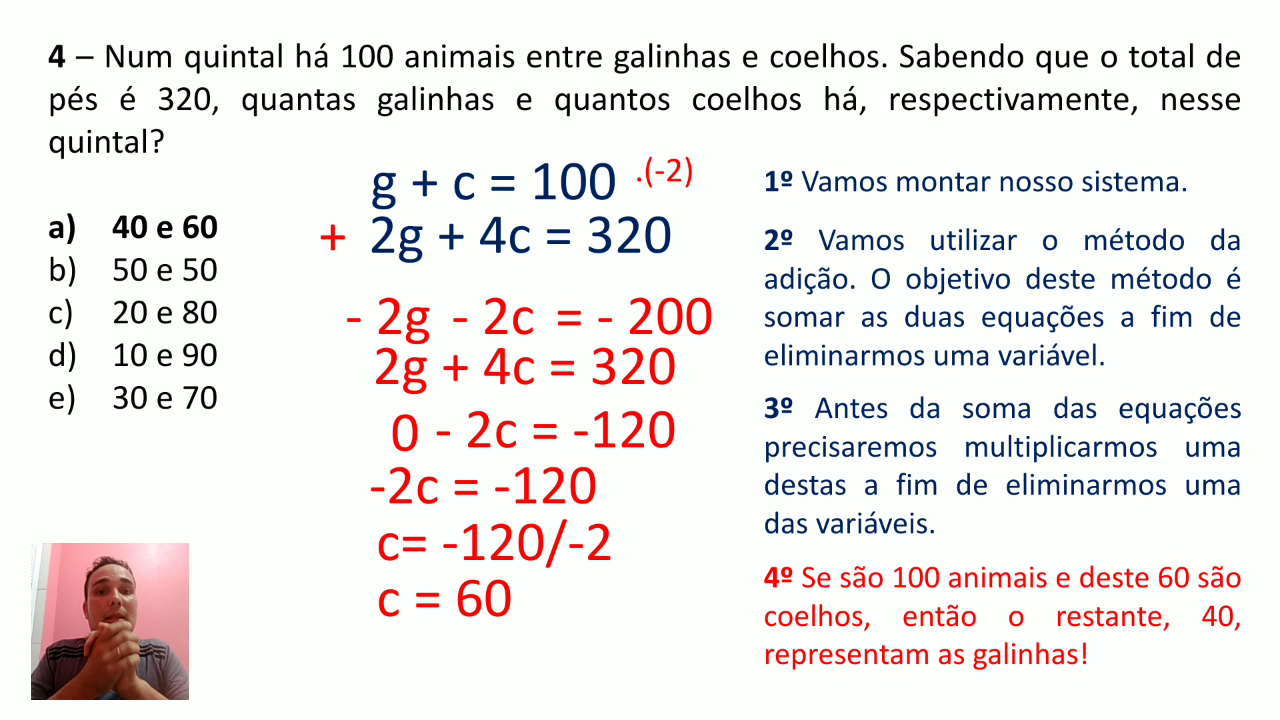 4 – Num quintal há 100 animais entre galinhas e coelhos. Sabendo que o total de
pés é 320, quantas galinhas e quantos coelhos há, respectivamente, nesse
quintal?
a) 40 e 60
b) 50 e 50
c) 20 e 80
d) 10 e 90
e) 30 e 70
g + c = 100 .(-2)
+ 2g + 4c = 320
- 2g - 2c = - 200
2g + 4c = 320
0 - 2c = -120
-2c = -120
c= -120/-2
c = 60
1º Vamos montar nosso sistema.
2º Vamos utilizar o método da
adição. O objetivo deste método é
somar as duas equações a fim de
eliminarmos uma variável.
3º Antes da soma das equações
precisaremos multiplicarmos uma
destas a fim de eliminarmos uma
das variáveis.
4º Se são 100 animais e deste 60 são
coelhos, então o restante, 40,
representam as galinhas!